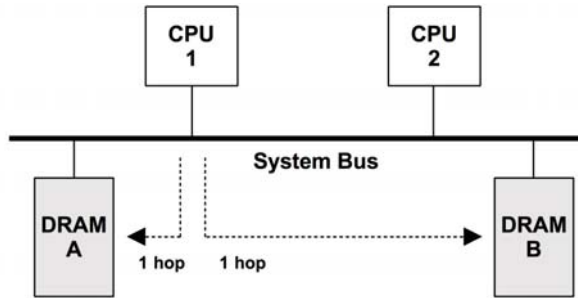 CPU
1
CPU
2
System Bus
DRAM
A
DRAM
B
1 hop
1 hop